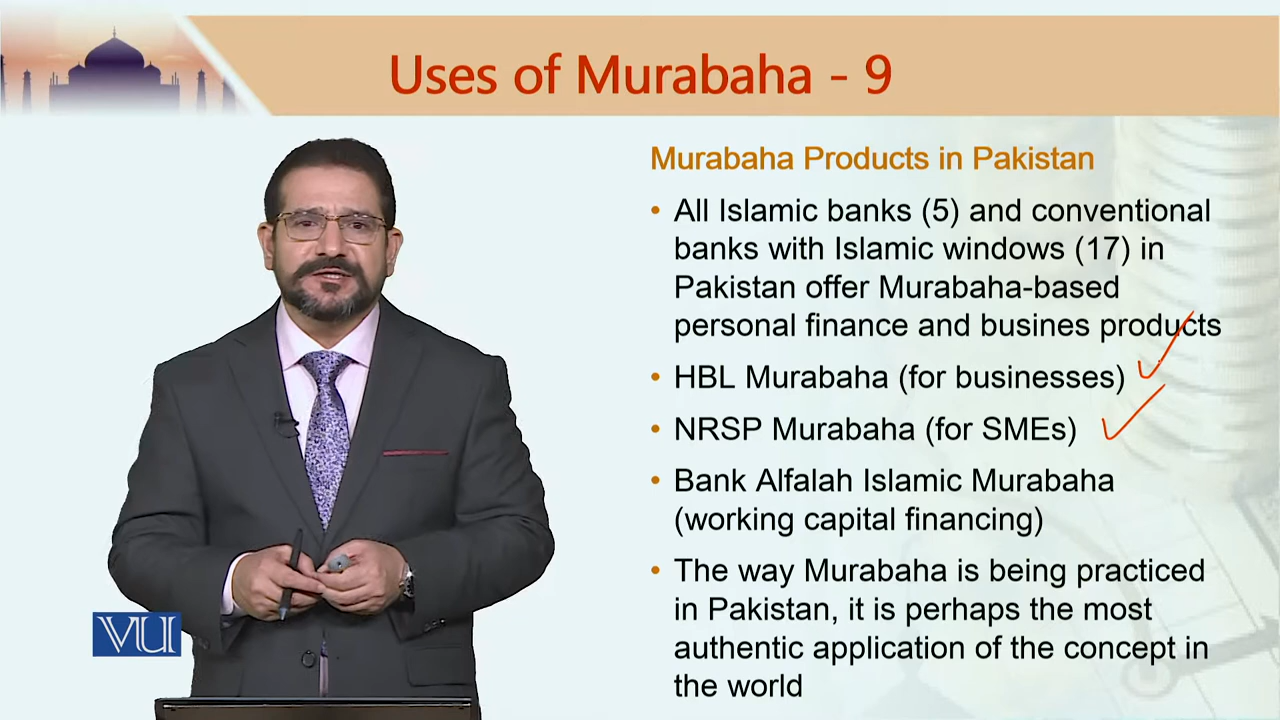 Uses of Murabaha - 9
Murabaha Products in Pakistan
• All Islamic banks (5) and conventional
banks with Islamic windows (17) in
Pakistan offer Murabaha-based
personal finance and busines products
• HBL Murabaha (for businesses)
• NRSP Murabaha (for SMEs)
• Bank Alfalah Islamic Murabaha
(working capital financing)
• The way Murabaha is being practiced
in Pakistan, it is perhaps the most
authentic application of the concept in
the world
VU